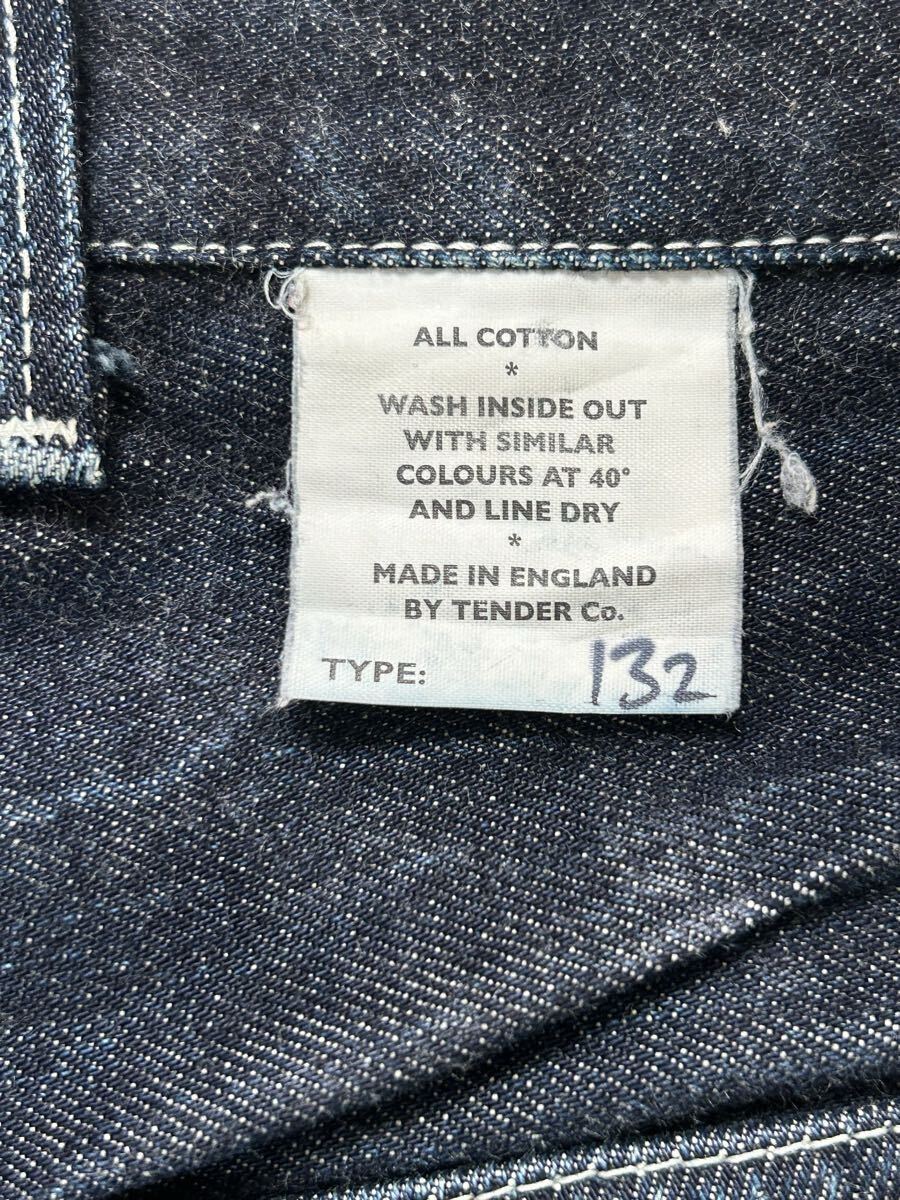 ALL COTTON
*
WASH INSIDE OUT
WITH SIMILAR
COLOURS AT 40°
AND LINE DRY
*
MADE IN ENGLAND
BY TENDER Co.
TYPE: 132